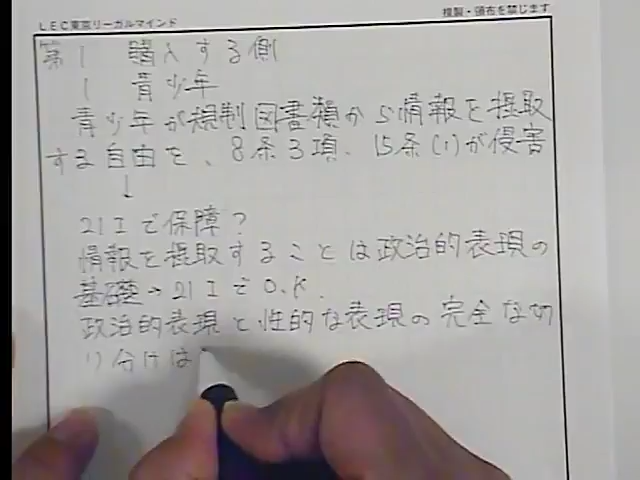 LEC東京リーガルマインド
複製・頒布を禁じます
第1 購入する側
1 青少年
青少年が規制図書類から情報を摂取
する自由を、8条3項、15条(1)が侵害
↓
21Iで保障?
情報を摂取することは政治的表現の
基礎→21IでO.K.
政治的表現と性的な表現の完全な切
り分けは